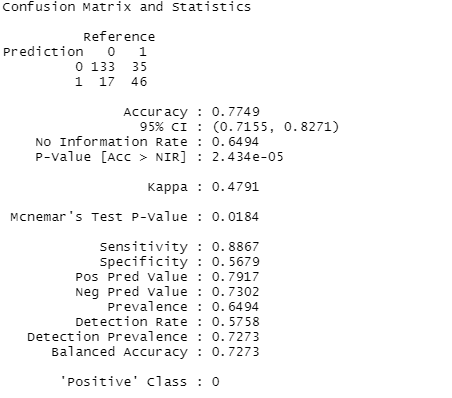 Confusion Matrix and Statistics
Reference
Prediction 0 1
0 133 35
1 17 46
Accuracy : 0.7749
95% CI : (0.7155, 0.8271)
No Information Rate : 0.6494
P-Value [Acc > NIR] : 2.434e-05
Kappa : 0.4791
Mcnemar's Test P-Value : 0.0184
Sensitivity : 0.8867
Specificity : 0.5679
Pos Pred Value : 0.7917
Neg Pred Value : 0.7302
Prevalence : 0.6494
Detection Rate : 0.5758
Detection Prevalence : 0.7273
Balanced Accuracy : 0.7273
'Positive' Class : 0